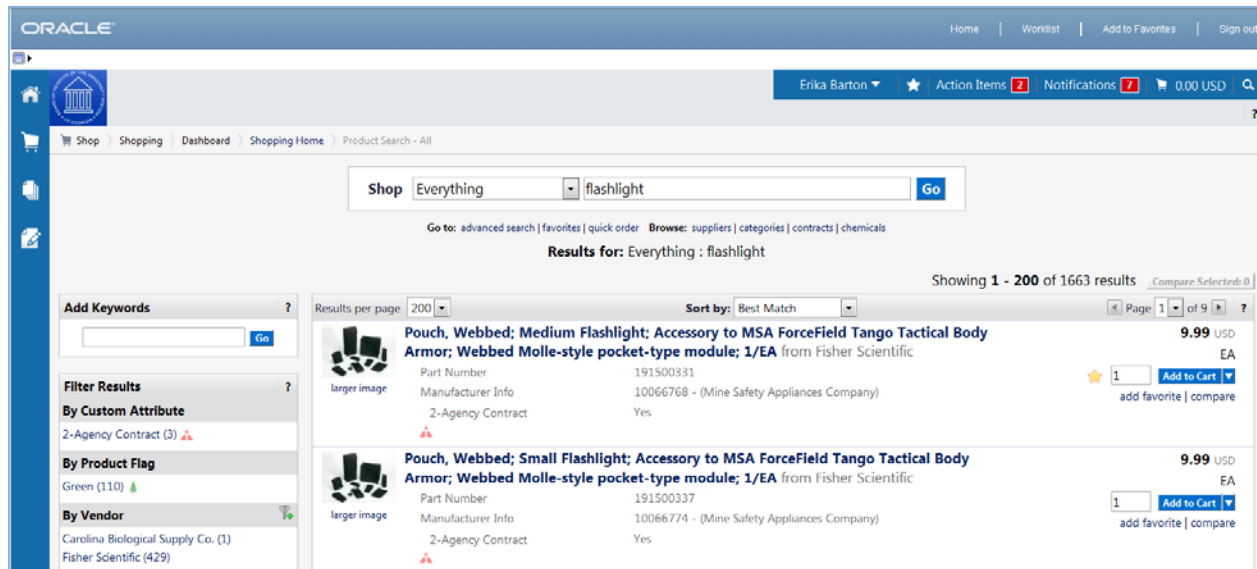 ORACLE
Home | Worklist | Add to Favorites | Sign out
Erika Barton Action Items 2 Notifications 7 0.00 USD
?
Shop Shopping Dashboard Shopping Home Product Search - All
Shop Everything flashlight Go
Go to: advanced search | favorites | quick order Browse: suppliers | categories | contracts | chemicals
Results for: Everything : flashlight
Showing 1 - 200 of 1663 results Compare Selected: 0
Add Keywords ?
Go
Filter Results ?
By Custom Attribute
2-Agency Contract (3)
By Product Flag
Green (110)
By Vendor
Carolina Biological Supply Co. (1)
Fisher Scientific (429)
Results per page 200 Sort by: Best Match Page 1 of 9 ?
Pouch, Webbed; Medium Flashlight; Accessory to MSA ForceField Tango Tactical Body
Armor; Webbed Molle-style pocket-type module; 1/EA from Fisher Scientific
9.99 USD
EA
larger image
Part Number 191500331
Manufacturer Info 10066768 - (Mine Safety Appliances Company)
2-Agency Contract Yes
1 Add to Cart
add favorite | compare
Pouch, Webbed; Small Flashlight; Accessory to MSA ForceField Tango Tactical Body
Armor; Webbed Molle-style pocket-type module; 1/EA from Fisher Scientific
9.99 USD
EA
larger image
Part Number 191500337
Manufacturer Info 10066774 - (Mine Safety Appliances Company)
2-Agency Contract Yes
1 Add to Cart
add favorite | compare